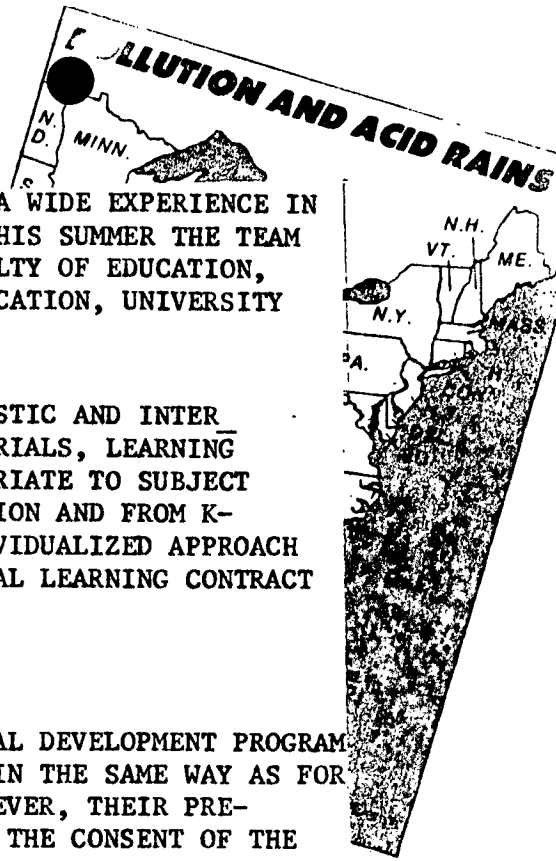 LLUTION AND ACID RAINS
N.
D.
MINN.
A WIDE EXPERIENCE IN
HIS SUMMER THE TEAM
LTY OF EDUCATION,
CATION, UNIVERSITY
N.H.
VT.
ME.
N.Y.
MASS.
A.
STIC AND INTER_
RIALS, LEARNING
RIATE TO SUBJECT
ION AND FROM K-
VIDUALIZED APPROACH
AL LEARNING CONTRACT
AL DEVELOPMENT PROGRAM
IN THE SAME WAY AS FOR
EVER, THEIR PRE-
THE CONSENT OF THE